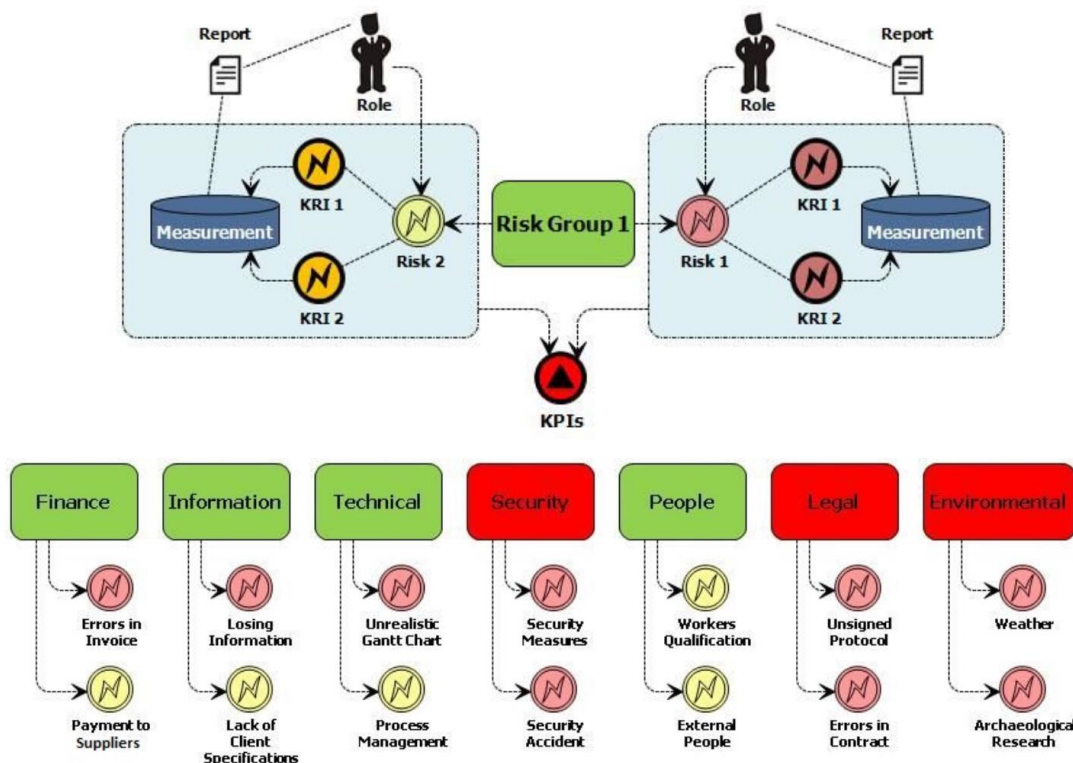 Report
Report
Role
Role
KRI 1
KRI 1
Measurement
Risk Group 1
Measurement
Risk 2
Risk 1
KRI 2
KRI 2
KPIs
Finance
Information
Technical
Security
People
Legal
Environmental
Errors in
Invoice
Losing
Information
Unrealistic
Gantt Chart
Security
Measures
Workers
Qualification
Unsigned
Protocol
Weather
Payment to
Suppliers
Lack of
Client
Specifications
Process
Management
Security
Accident
External
People
Errors in
Contract
Archaeological
Research